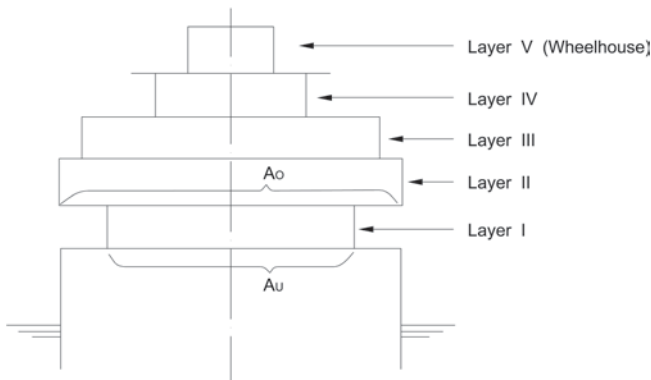 Layer V (Wheelhouse)
Layer IV
Layer III
AO
Layer II
Layer I
AU